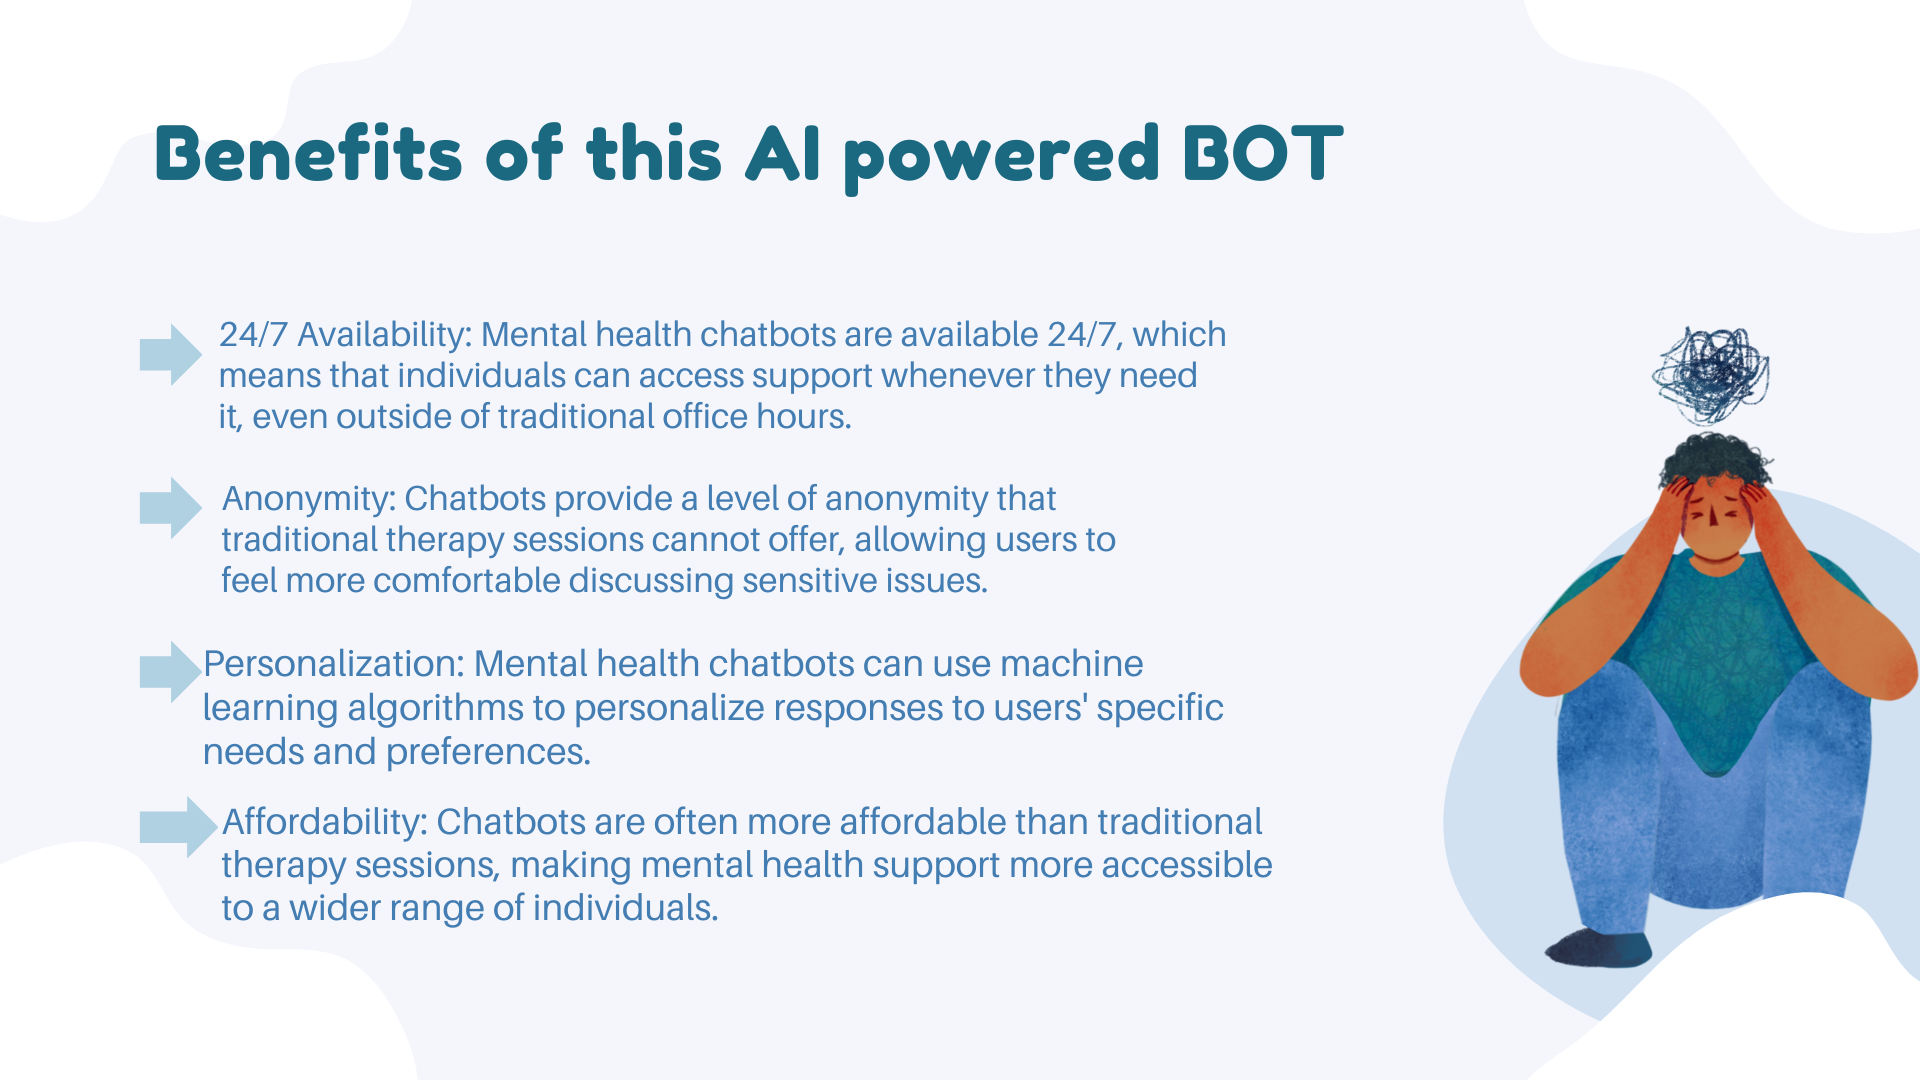 Benefits of this AI powered BOT
24/7 Availability: Mental health chatbots are available 24/7, which
means that individuals can access support whenever they need
it, even outside of traditional office hours.
Anonymity: Chatbots provide a level of anonymity that
traditional therapy sessions cannot offer, allowing users to
feel more comfortable discussing sensitive issues.
Personalization: Mental health chatbots can use machine
learning algorithms to personalize responses to users' specific
needs and preferences.
Affordability: Chatbots are often more affordable than traditional
therapy sessions, making mental health support more accessible
to a wider range of individuals.